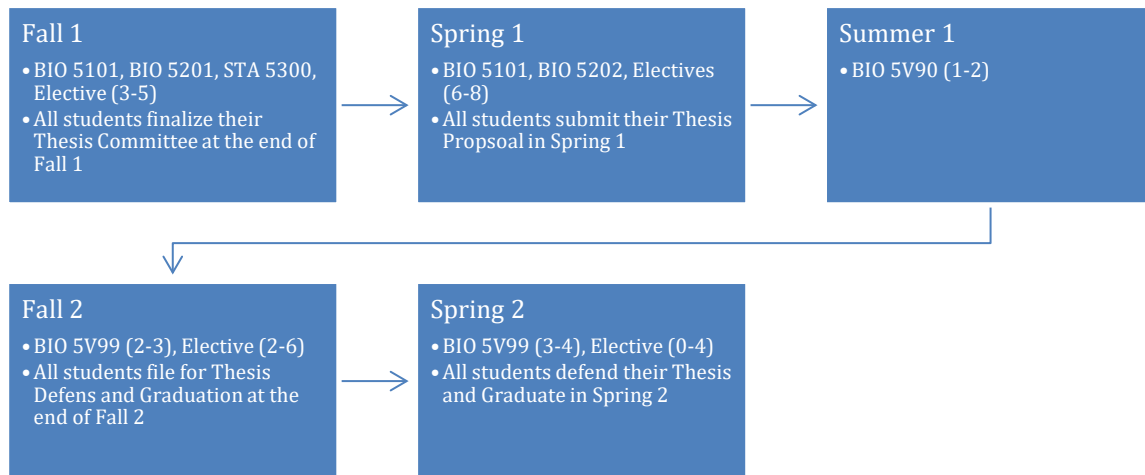 Fall 1
•BIO 5101, BIO 5201, STA 5300,
Elective (3-5)
•All students finalize their
Thesis Committee at the end of
Fall 1
Spring 1
•BIO 5101, BIO 5202, Electives
(6-8)
•All students submit their Thesis
Propsoal in Spring 1
Summer 1
•BIO 5V90 (1-2)
Fall 2
•BIO 5V99 (2-3), Elective (2-6)
•All students file for Thesis
Defens and Graduation at the
end of Fall 2
Spring 2
•BIO 5V99 (3-4), Elective (0-4)
•All students defend their Thesis
and Graduate in Spring 2